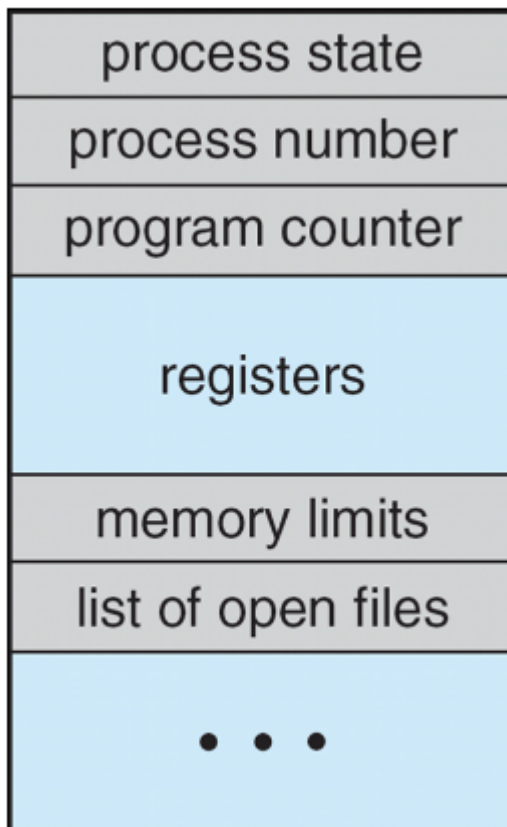 process state
process number
program counter
registers
memory limits
list of open files
• • •